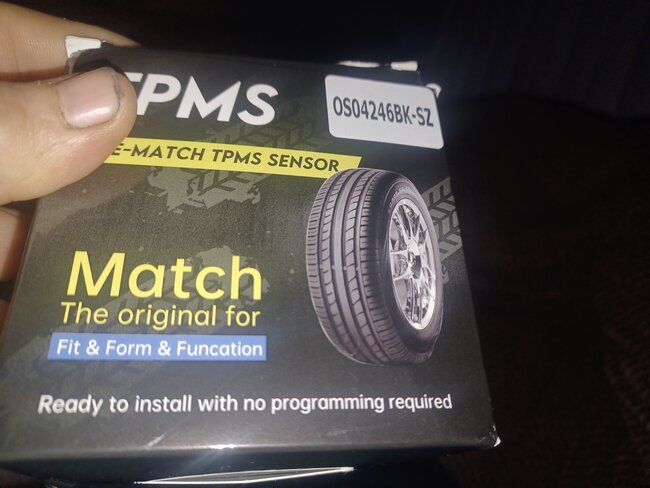 TPMS
OS04246BK-SZ
E-MATCH TPMS SENSOR
Match
The original for
Fit & Form & Funcation
Ready to install with no programming required